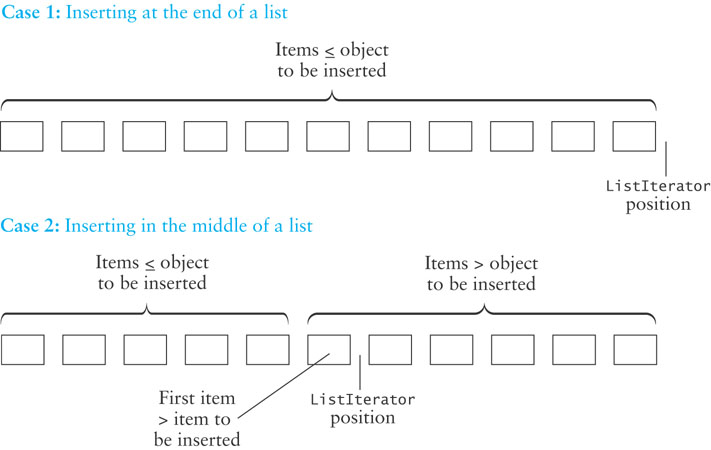 Case 1: Inserting at the end of a list
Items ≤ object
to be inserted
ListIterator
position
Case 2: Inserting in the middle of a list
Items ≤ object
to be inserted
Items > object
to be inserted
First item
> item to
be inserted
ListIterator
position